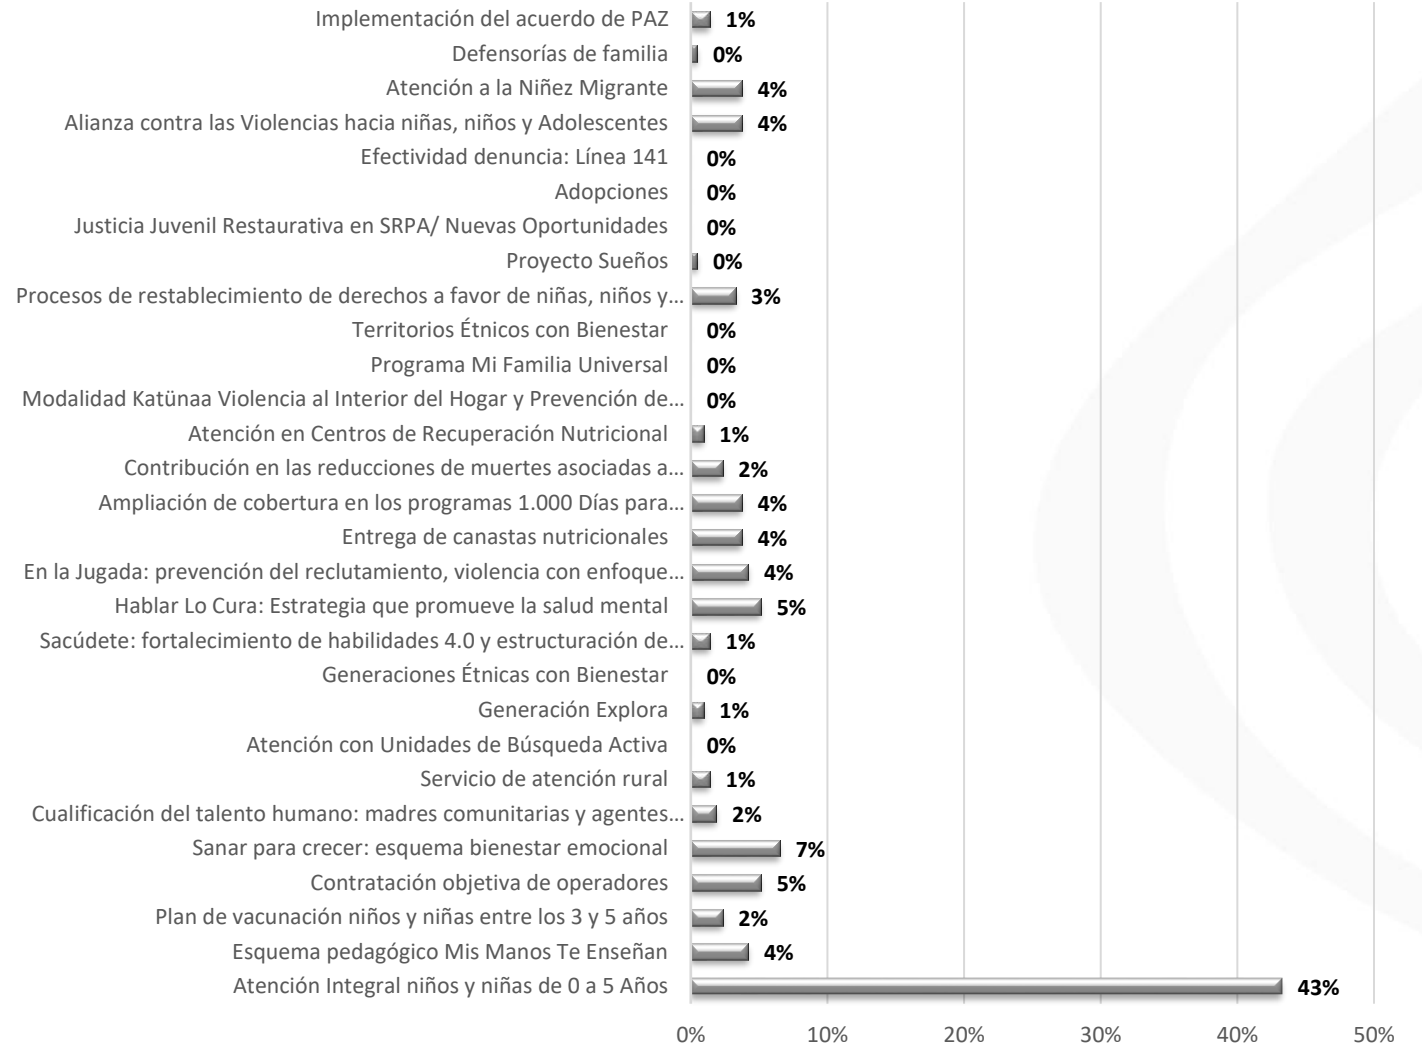 Implementación del acuerdo de PAZ 1%
Defensorías de familia 0%
Atención a la Niñez Migrante 4%
Alianza contra las Violencias hacia niñas, niños y Adolescentes 4%
Efectividad denuncia: Línea 141 0%
Adopciones 0%
Justicia Juvenil Restaurativa en SRPA/ Nuevas Oportunidades 0%
Proyecto Sueños 0%
Procesos de restablecimiento de derechos a favor de niñas, niños y... 3%
Territorios Étnicos con Bienestar 0%
Programa Mi Familia Universal 0%
Modalidad Katünaa Violencia al Interior del Hogar y Prevención de... 0%
Atención en Centros de Recuperación Nutricional 1%
Contribución en las reducciones de muertes asociadas a... 2%
Ampliación de cobertura en los programas 1.000 Días para... 4%
Entrega de canastas nutricionales 4%
En la Jugada: prevención del reclutamiento, violencia con enfoque... 4%
Hablar Lo Cura: Estrategia que promueve la salud mental 5%
Sacúdete: fortalecimiento de habilidades 4.0 y estructuración de... 1%
Generaciones Étnicas con Bienestar 0%
Generación Explora 1%
Atención con Unidades de Búsqueda Activa 0%
Servicio de atención rural 1%
Cualificación del talento humano: madres comunitarias y agentes... 2%
Sanar para crecer: esquema bienestar emocional 7%
Contratación objetiva de operadores 5%
Plan de vacunación niños y niñas entre los 3 y 5 años 2%
Esquema pedagógico Mis Manos Te Enseñan 4%
Atención Integral niños y niñas de 0 a 5 Años 43%
0% 10% 20% 30% 40% 50%